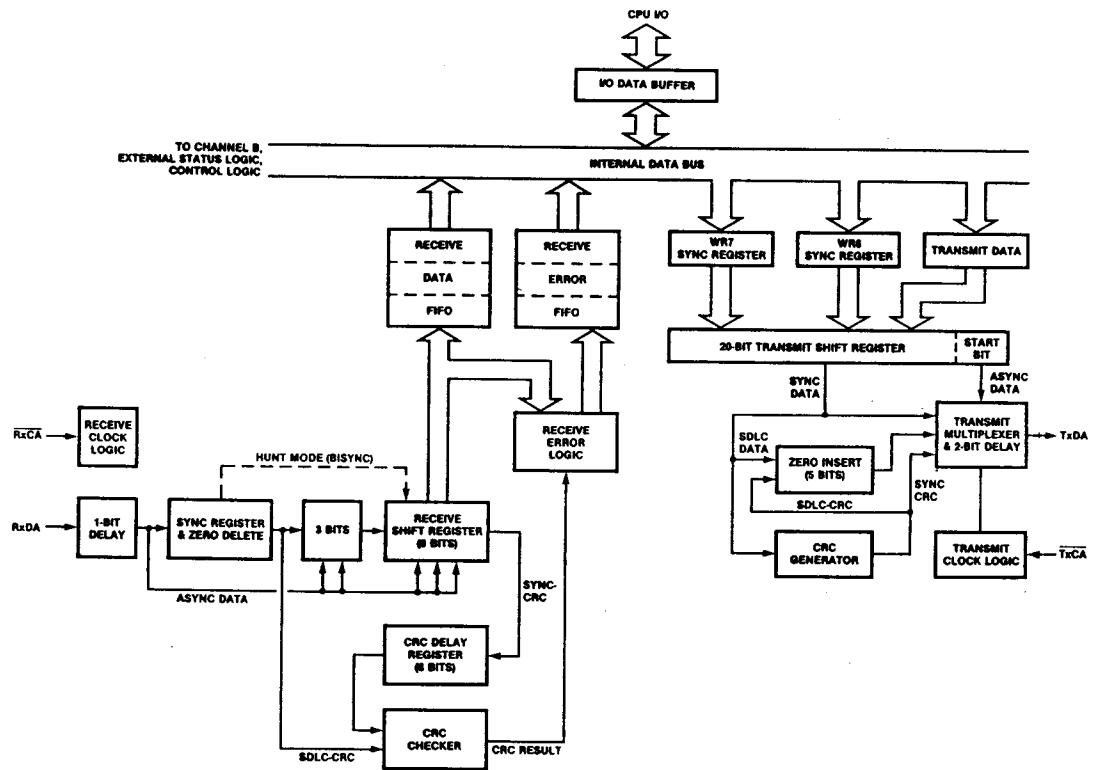 CPU I/O
I/O DATA BUFFER
TO CHANNEL B,
EXTERNAL STATUS LOGIC,
CONTROL LOGIC
INTERNAL DATA BUS
RECEIVE
DATA
FIFO
RECEIVE
ERROR
FIFO
WR7
SYNC REGISTER
WR6
SYNC REGISTER
TRANSMIT DATA
20-BIT TRANSMIT SHIFT REGISTER
START
BIT
SYNC
DATA
ASYNC
DATA
RxCA
RECEIVE
CLOCK
LOGIC
RECEIVE
ERROR
LOGIC
TRANSMIT
MULTIPLEXER
& 2-BIT DELAY
TxDA
SDLC
DATA
ZERO INSERT
(5 BITS)
SYNC
CRC
SDLC-CRC
HUNT MODE (BISYNC)
RxDA
1-BIT
DELAY
SYNC REGISTER
& ZERO DELETE
3 BITS
RECEIVE
SHIFT REGISTER
(8 BITS)
CRC
GENERATOR
TRANSMIT
CLOCK LOGIC
TxCA
ASYNC DATA
SYNC-
CRC
CRC DELAY
REGISTER
(8 BITS)
CRC
CHECKER
SDLC-CRC
CRC RESULT